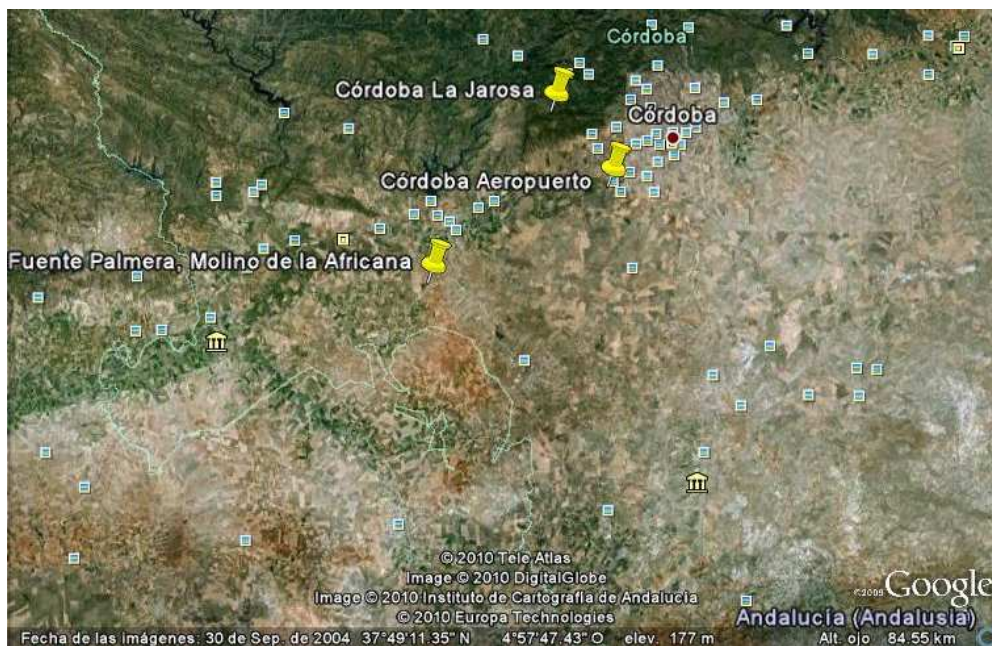 Córdoba
Córdoba La Jarosa
Córdoba
Córdoba Aeropuerto
Fuente Palmera, Molino de la Africana
© 2010 Tele Atlas
Image © 2010 DigitalGlobe
Image © 2010 Instituto de Cartografía de Andalucía
© 2010 Europa Technologies
©2009 Google
Andalucía (Andalusia)
Fecha de las imágenes: 30 de Sep. de 2004 37°49'11.35" N 4°57'47.43" O elev. 177 m Alt. ojo 84.55 km